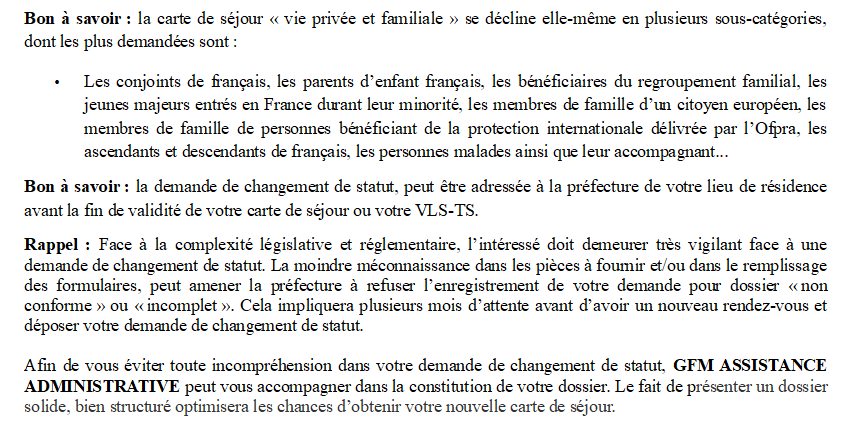 Bon à savoir : la carte de séjour « vie privée et familiale » se décline elle-même en plusieurs sous-catégories,
dont les plus demandées sont :
• Les conjoints de français, les parents d’enfant français, les bénéficiaires du regroupement familial, les
jeunes majeurs entrés en France durant leur minorité, les membres de famille d’un citoyen européen, les
membres de famille de personnes bénéficiant de la protection internationale délivrée par l’Ofpra, les
ascendants et descendants de français, les personnes malades ainsi que leur accompagnant...
Bon à savoir : la demande de changement de statut, peut être adressée à la préfecture de votre lieu de résidence
avant la fin de validité de votre carte de séjour ou votre VLS-TS.
Rappel : Face à la complexité législative et réglementaire, l’intéressé doit demeurer très vigilant face à une
demande de changement de statut. La moindre méconnaissance dans les pièces à fournir et/ou dans le remplissage
des formulaires, peut amener la préfecture à refuser l’enregistrement de votre demande pour dossier « non
conforme » ou « incomplet ». Cela impliquera plusieurs mois d’attente avant d’avoir un nouveau rendez-vous et
déposer votre demande de changement de statut.
Afin de vous éviter toute incompréhension dans votre demande de changement de statut, GFM ASSISTANCE
ADMINISTRATIVE peut vous accompagner dans la constitution de votre dossier. Le fait de présenter un dossier
solide, bien structuré optimisera les chances d’obtenir votre nouvelle carte de séjour.